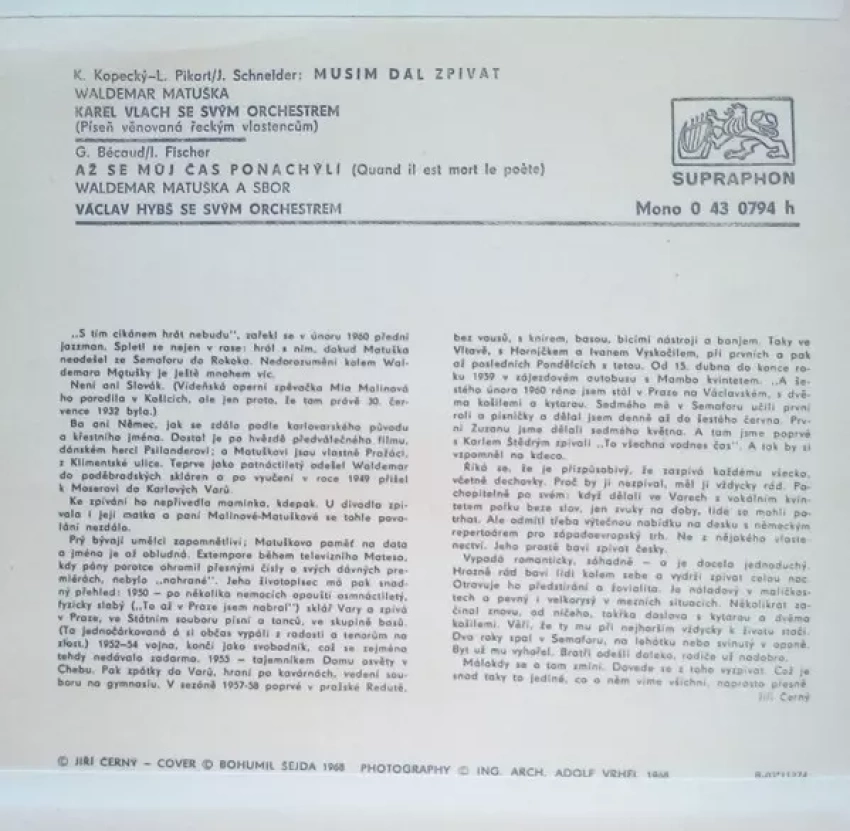 K. Kopecký–L. Pikart/J. Schneider: MUSIM DAL ZPIVAT
WALDEMAR MATUŠKA
KAREL VLACH SE SVÝM ORCHESTREM
(Píseň věnovaná řeckým vlastencům)
G. Bécaud/I. Fischer
AŽ SE MŮJ ČAS PONACHÝLÍ (Quand il est mort le poète)
WALDEMAR MATUŠKA A SBOR
VÁCLAV HYBŠ SE SVÝM ORCHESTREM
SUPRAPHON
Mono 0 43 0794 h
„S tím cikánem hrát nebudu", zařekl se v únoru 1960 přední
jazzman. Spletl se nejen v rase: hrál s ním, dokud Matuška
neodešel ze Semaforu do Rokoka. Nedorozumění kolem Wal-
demara Matušky je ještě mnohem víc.
Není ani Slovák. (Vídeňská operní zpěvačka Mia Malinová
ho porodila v Košicích, ale jen proto, že tam právě 30. čer-
vence 1932 byla.)
Ba ani Němec, jak se zdálo podle karlovarského původu
a křestního jména. Dostal je po hvězdě předválečného filmu,
dánském herci Psilanderovi; a Matuškovi jsou vlastně Pražáci,
z Klimentské ulice. Teprve jako patnáctiletý odešel Waldemar
do poděbradských skláren a po vyučení v roce 1949 přišel
k Moserovi do Karlových Varů.
Ke zpívání ho nepřivedla maminka, kdepak. U divadla zpí-
vala i její matka a paní Malinové-Matuškové se tohle povo-
lání nezdálo.
Prý bývají umělci zapomnětliví; Matuškova paměť na data
a jména je až obludná. Extempore během televizního Matesa,
kdy pány porotce ohromil přesnými čísly o svých dávných pre-
miérách, nebylo „nahrané". Jeho životopisec má pak snad-
ný přehled: 1950 – po několika nemocích opouští osmnáctiletý,
fyzicky slabý („To až v Praze jsem nabral") sklář Vary a zpívá
v Praze, ve Státním souboru písní a tanců, ve skupině basů.
(Ta jednočárkovaná á si občas vypálí z radosti a tenorům na
zlost.) 1952–54 vojna, končí jako svobodník, což se zejména
tehdy nedávalo zadarmo. 1955 – tajemníkem Domu osvěty v
Chebu. Pak zpátky do Varů, hraní po kavárnách, vedení sou-
boru na gymnasiu. V sezóně 1957-58 poprvé v pražské Redutě,
bez vousů, s knírem, basou, bicími nástroji a banjem. Taky ve
Vltavě, s Horníčkem a Ivanem Vyskočilem, při prvních a pak
až posledních Pondělcích s tetou. Od 15. dubna do konce ro-
ku 1959 v zájezdovém autobusu s Mambo kvintetem. „A še-
stého února 1960 ráno jsem stál v Praze na Václavském, s dvě-
ma košilemi a kytarou. Sedmého mě v Semaforu učili první
roli a písničky a dělal jsem denně až do šestého června. Prv-
ní Zuzanu jsme dělali sedmého května. A tam jsme poprvé
s Karlem Štědrým zpívali „To všechno vodnes čas". A tak by si
vzpomněl na kdeco.
Říká se, že je přizpůsobivý, že zazpívá každému všecko,
včetně dechovky. Proč by ji nezpíval, měl ji vždycky rád. Po-
chopitelně po svém: když dělali ve Varech s vokálním kvin-
tetem polku beze slov, jen zvuky na doby, lidé se mohli po-
trhat. Ale odmítl třeba výtečnou nabídku na desku s německým
repertoárem pro západoevropský trh. Ne z nějakého vlaste-
nectví. Jeho prostě baví zpívat česky.
Vypadá romanticky, záhadně – a je docela jednoduchý.
Hrozně rád baví lidi kolem sebe a vydrží zpívat celou noc.
Otravuje ho předstírání a žovialita. Je náladový v maličkos-
tech a pevný i velkorysý v mezních situacích. Několikrát za-
čínal znovu, od ničeho, takřka doslova s kytarou a dvěma
košilemi. Věří, že ty mu při nejhorším vždycky k životu stačí.
Dva roky spal v Semaforu, na lehátku nebo svinutý v oponě.
Byt už mu vyhořel. Bratři odešli daleko, rodiče už nadobro.
Málokdy se o tom zmíní. Dovede se z toho vyzpívat. Což je
snad taky to jediné, co o něm víme všichni, naprosto přesně.
Jiří Černý
© JIŘÍ ČERNÝ – COVER © BOHUMIL ŠEJDA 1968 PHOTOGRAPHY © ING. ARCH. ADOLF VRHEL 1968